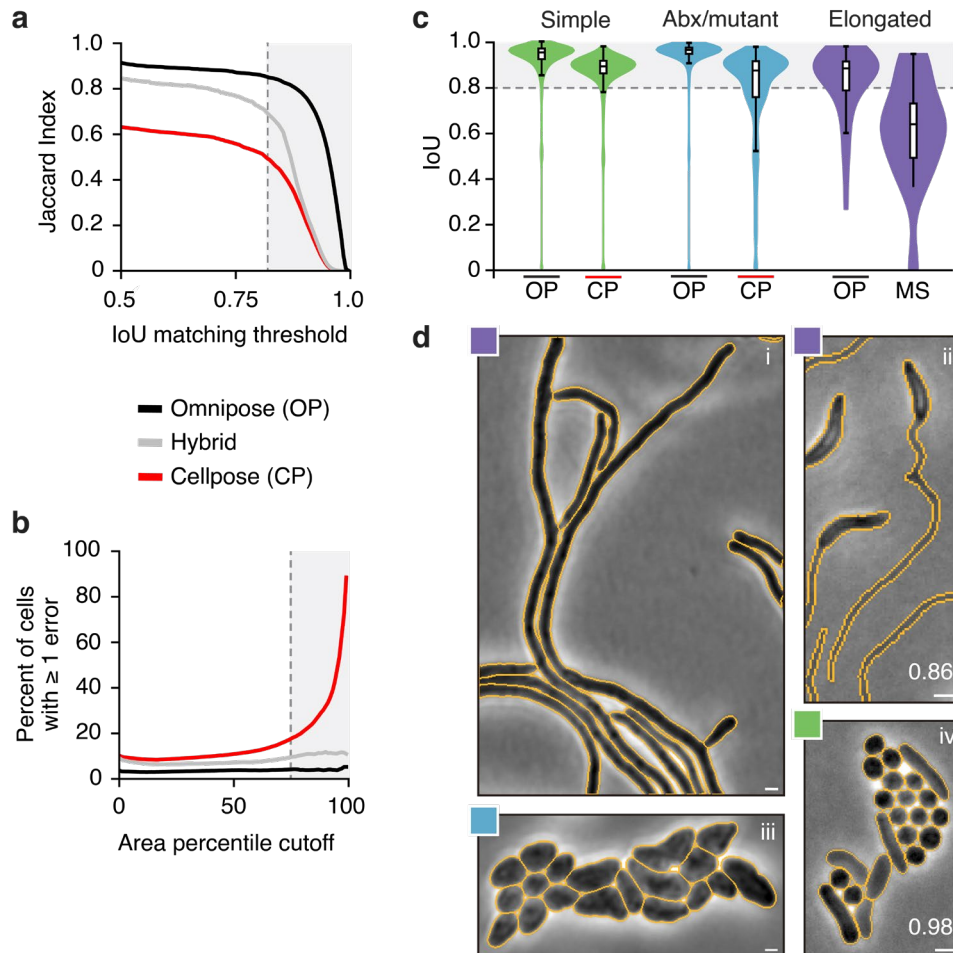 a
1.0
0.8
0.6
0.4
0.2
0
Jaccard Index
0.5
0.75
1.0
IoU matching threshold
Omnipose (OP)
Hybrid
Cellpose (CP)
b
100
80
60
40
20
0
Percent of cells
with ≥ 1 error
0
50
100
Area percentile cutoff
c
Simple
Abx/mutant
Elongated
1.0
0.8
0.6
0.4
0.2
0
IoU
OP
CP
OP
CP
OP
MS
d
i
ii
0.86
iii
iv
0.98